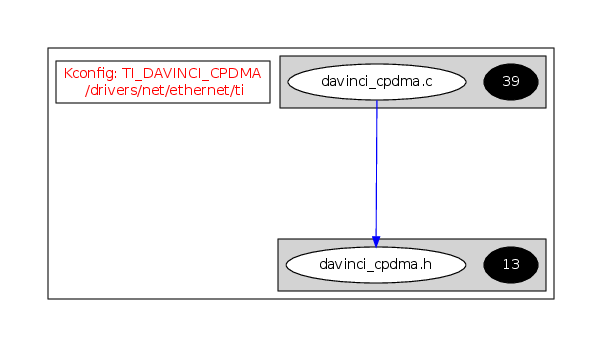 Kconfig: TI_DAVINCI_CPDMA
/drivers/net/ethernet/ti
davinci_cpdma.c
39
davinci_cpdma.h
13